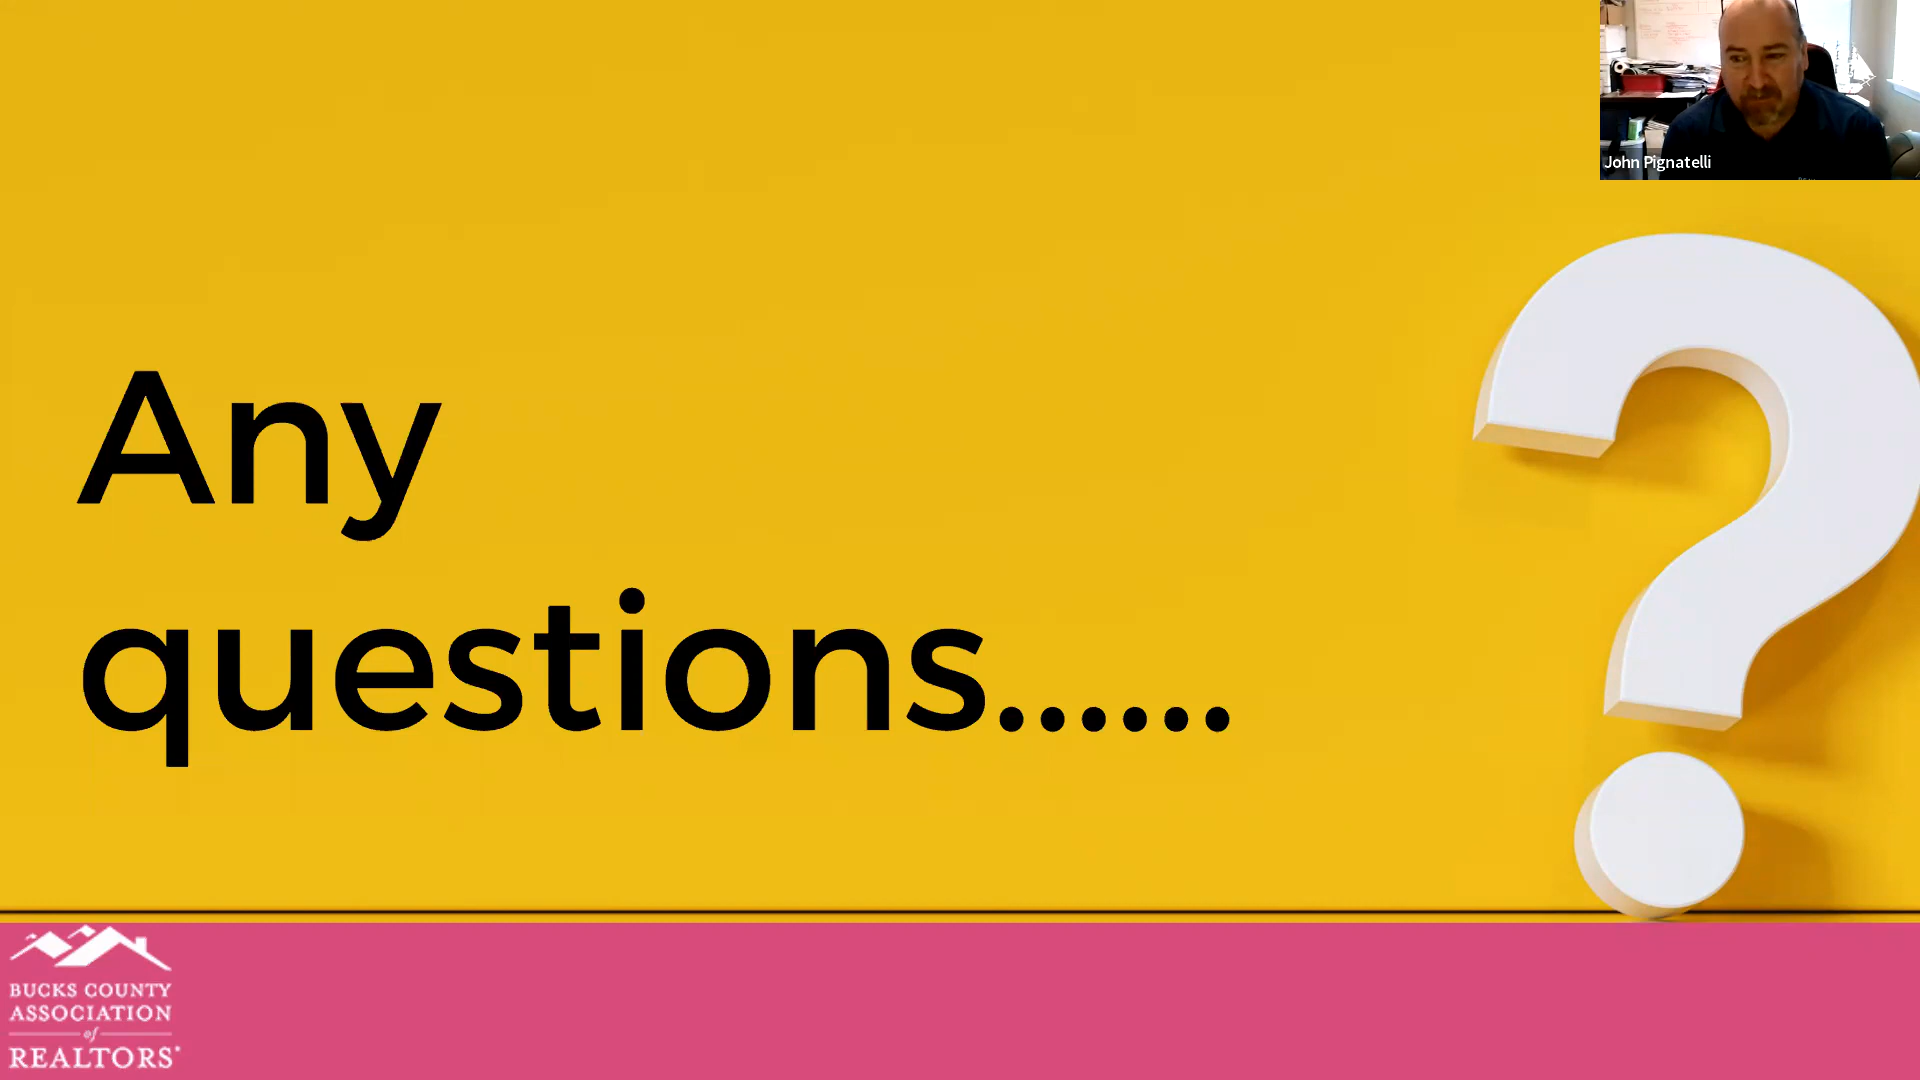 John Pignatelli
Any
questions......
BUCKS COUNTY
ASSOCIATION
of
REALTORS®